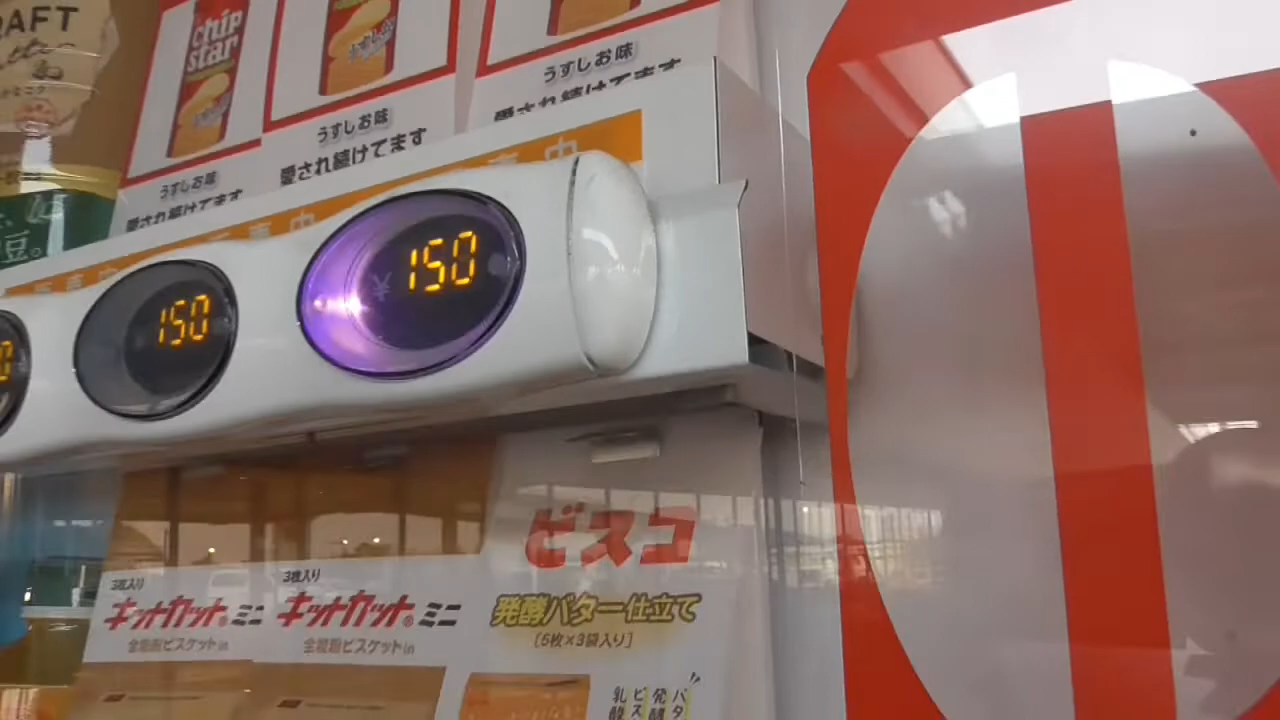 chip
star
うすしお味
愛され続けてます
うすしお味
愛され続けてます
うすしお味
愛され続けてます
150
¥ 150
ビスコ
発酵バター仕立て
〔5枚×3袋入り〕
3枚入り
キットカット® ミニ
全粒粉ビスケットin
3枚入り
キットカット® ミニ
全粒粉ビスケットin